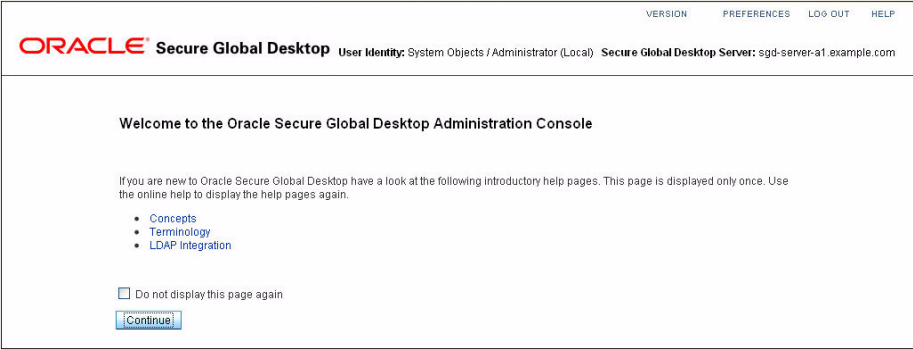 VERSION PREFERENCES LOG OUT HELP
ORACLE® Secure Global Desktop User Identity: System Objects / Administrator (Local) Secure Global Desktop Server: sgd-server-a1.example.com
Welcome to the Oracle Secure Global Desktop Administration Console
If you are new to Oracle Secure Global Desktop have a look at the following introductory help pages. This page is displayed only once. Use
the online help to display the help pages again.
Concepts
Terminology
LDAP Integration
Do not display this page again
Continue